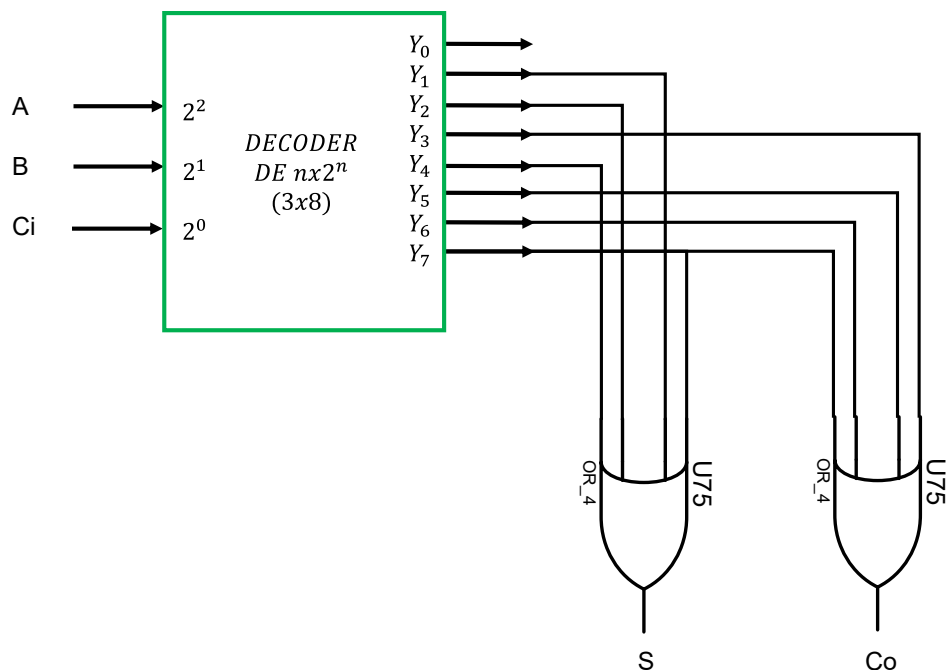 A
B
Ci
2²
2¹
2⁰
DECODER
DE nx2ⁿ
(3x8)
Y₀
Y₁
Y₂
Y₃
Y₄
Y₅
Y₆
Y₇
OR_4
U75
OR_4
U75
S
Co